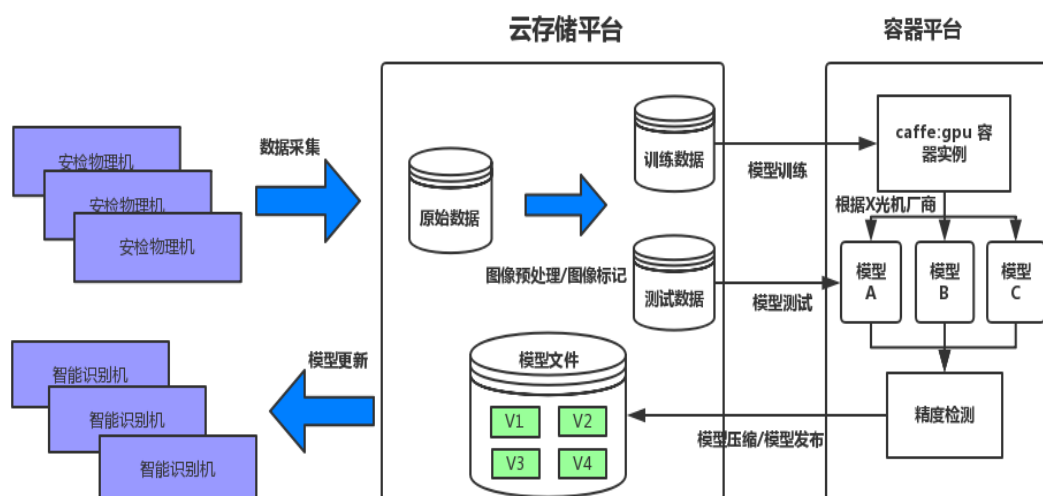 云存储平台
容器平台
安检物理机
安检物理机
安检物理机
数据采集
原始数据
训练数据
图像预处理/图像标记
测试数据
模型训练
模型测试
caffe:gpu 容
器实例
根据X光机厂商
模型
A
模型
B
模型
C
精度检测
模型压缩/模型发布
模型文件
V1
V2
V3
V4
模型更新
智能识别机
智能识别机
智能识别机